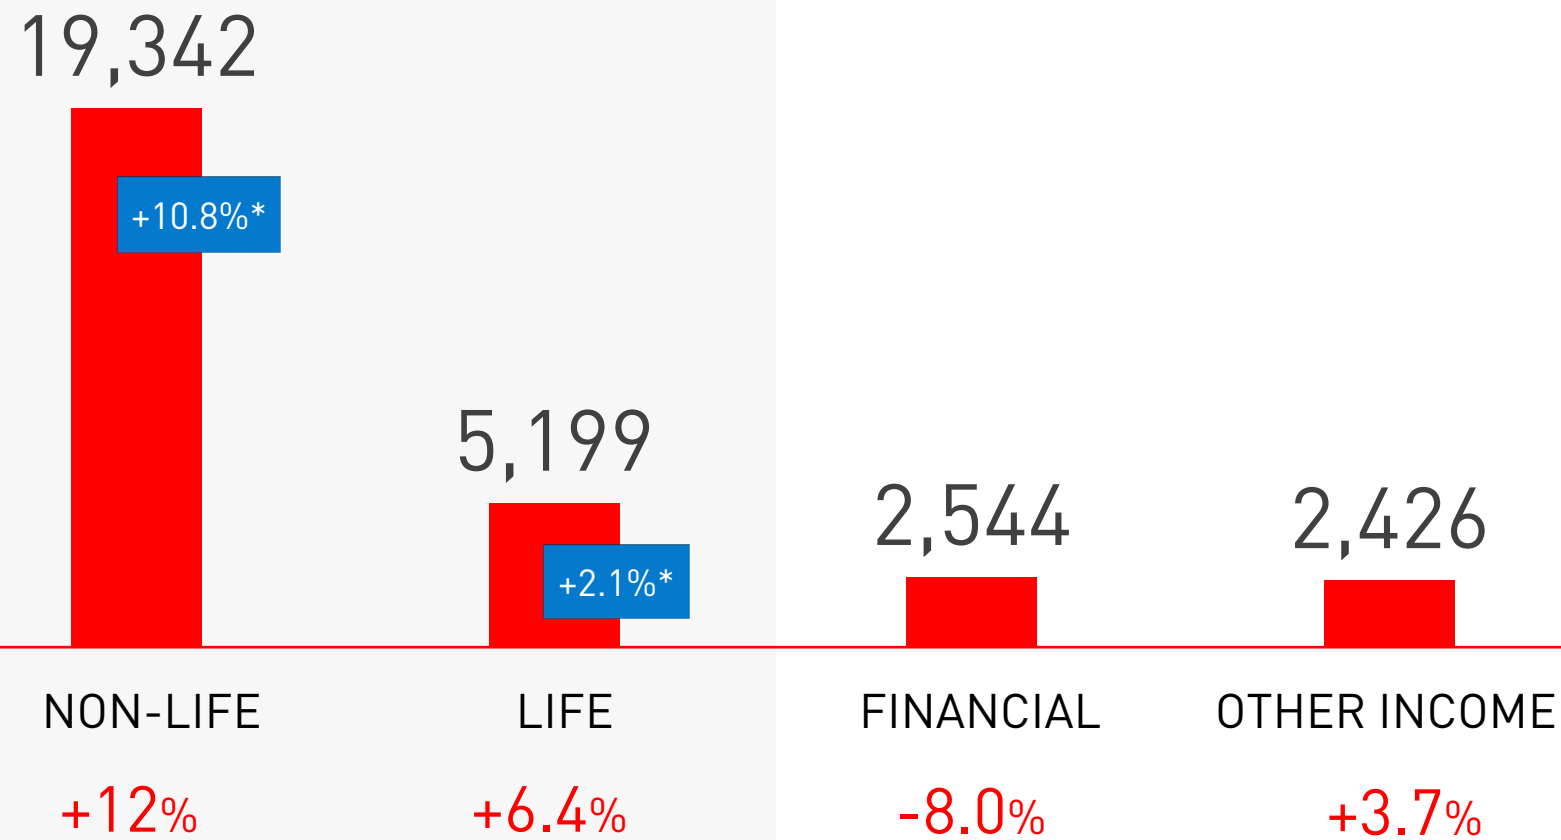 19,342
+10.8%*
5,199
+2.1%*
2,544
2,426
NON-LIFE
LIFE
FINANCIAL
OTHER INCOME
+12%
+6.4%
-8.0%
+3.7%